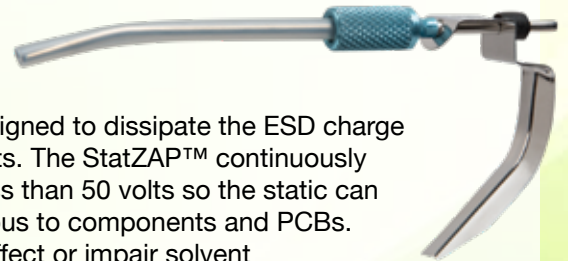 igned to dissipate the ESD charge
ts. The StatZAP™ continuously
s than 50 volts so the static can
ous to components and PCBs.
ffect or impair solvent